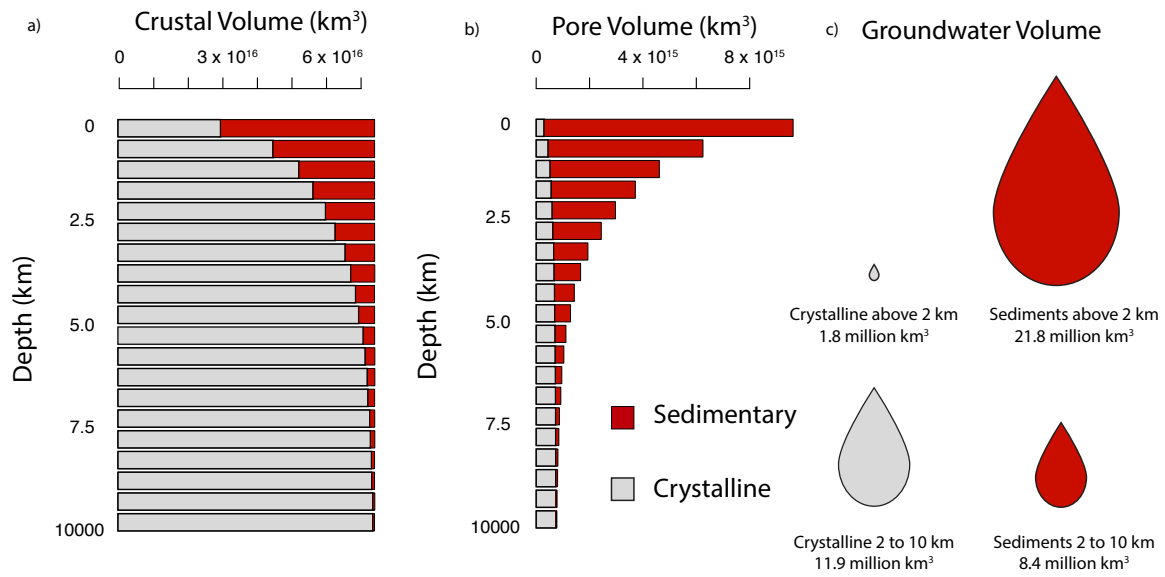 a)
Crustal Volume (km³)
0
3 x 10¹⁶
6 x 10¹⁶
0
2.5
5.0
7.5
10000
Depth (km)
b)
Pore Volume (km³)
0
4 x 10¹⁵
8 x 10¹⁵
0
2.5
5.0
7.5
10000
Depth (km)
Sedimentary
Crystalline
c)
Groundwater Volume
Crystalline above 2 km
1.8 million km³
Sediments above 2 km
21.8 million km³
Crystalline 2 to 10 km
11.9 million km³
Sediments 2 to 10 km
8.4 million km³